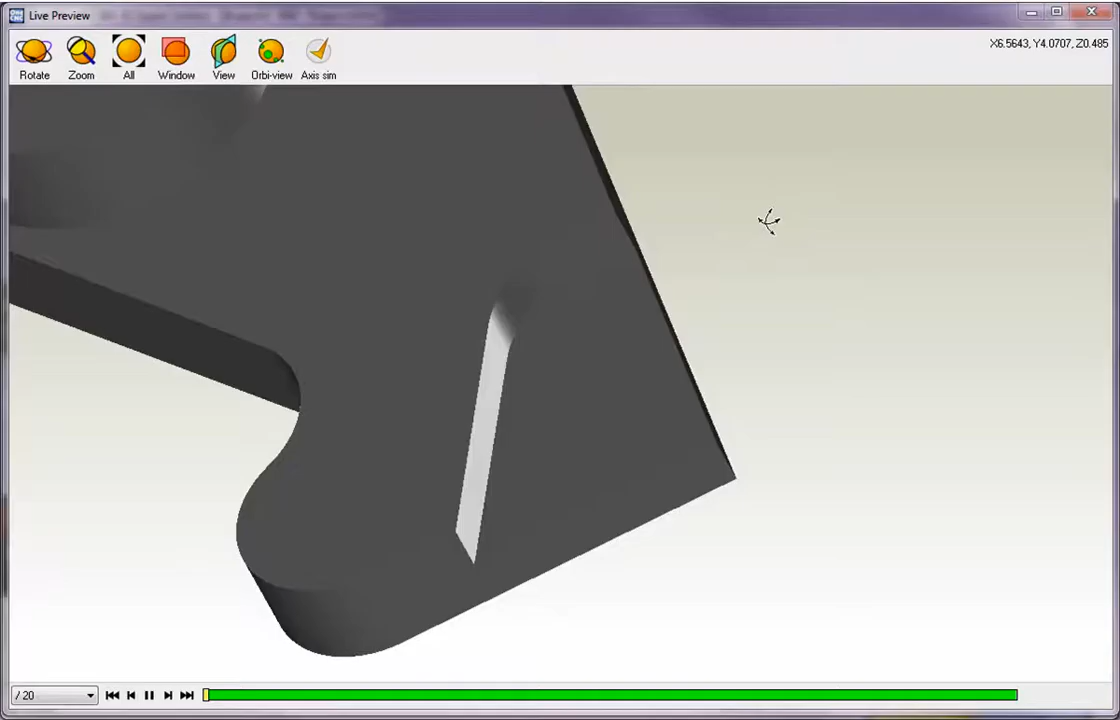 Live Preview
X6.5643, Y4.0707, Z0.485
Rotate Zoom All Window View Orbi-view Axis sim
/ 20